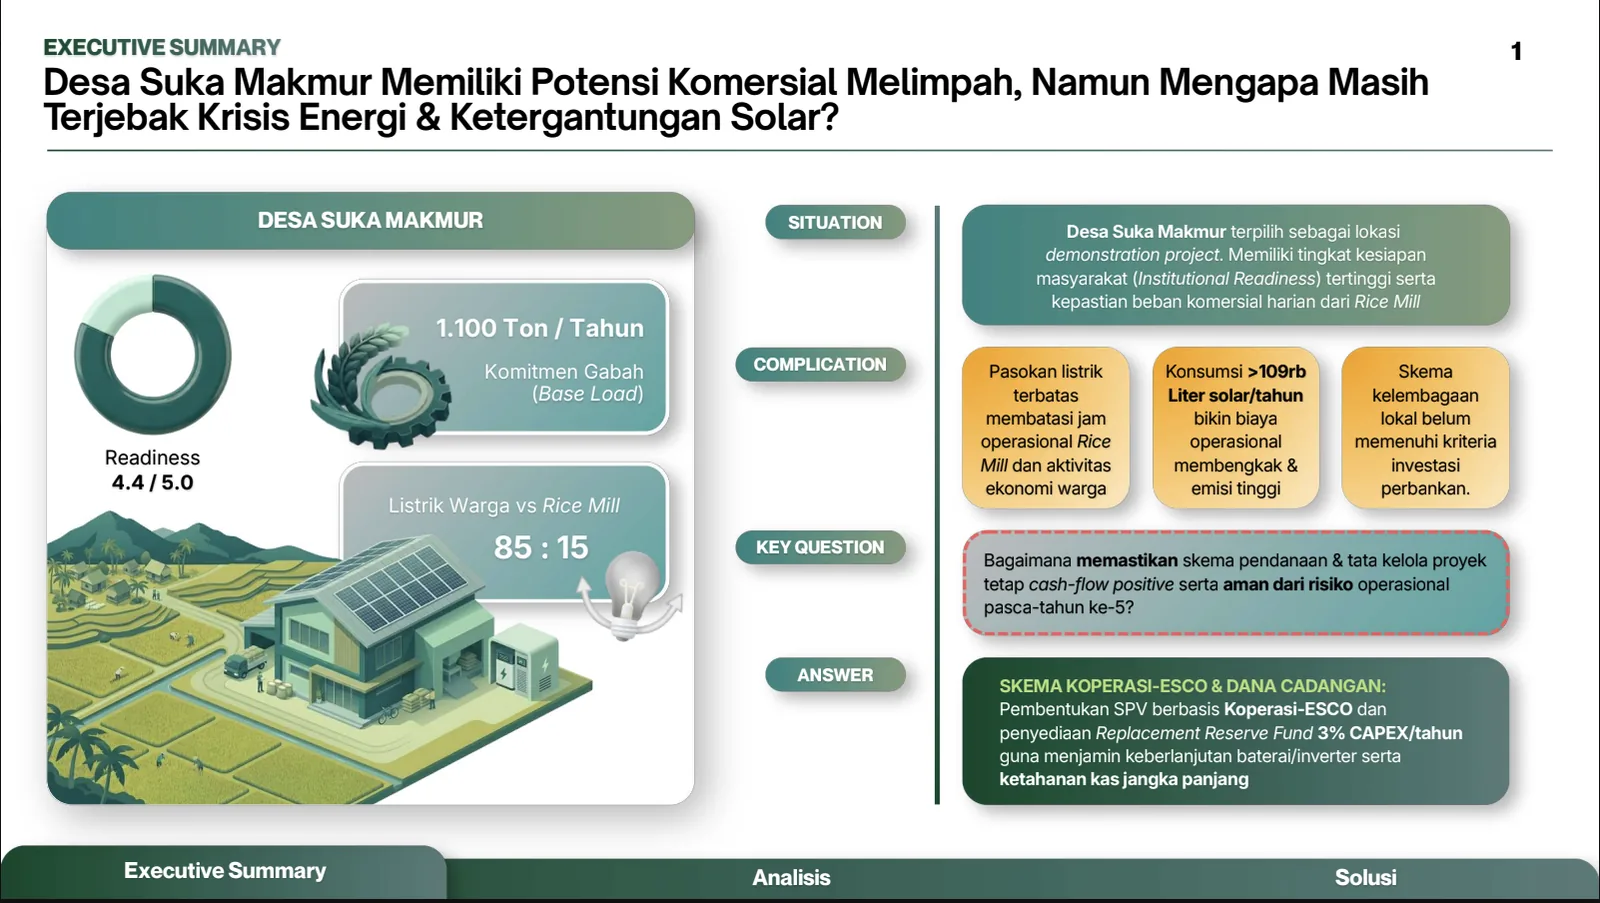 EXECUTIVE SUMMARY
1
Desa Suka Makmur Memiliki Potensi Komersial Melimpah, Namun Mengapa Masih
Terjebak Krisis Energi & Ketergantungan Solar?
DESA SUKA MAKMUR
Readiness
4.4 / 5.0
1.100 Ton / Tahun
Komitmen Gabah
(Base Load)
Listrik Warga vs Rice Mill
85 : 15
SITUATION
Desa Suka Makmur terpilih sebagai lokasi
demonstration project. Memiliki tingkat kesiapan
masyarakat (Institutional Readiness) tertinggi serta
kepastian beban komersial harian dari Rice Mill
COMPLICATION
Pasokan listrik
terbatas
membatasi jam
operasional Rice
Mill dan aktivitas
ekonomi warga
Konsumsi >109rb
Liter solar/tahun
bikin biaya
operasional
membengkak &
emisi tinggi
Skema
kelembagaan
lokal belum
memenuhi kriteria
investasi
perbankan.
KEY QUESTION
Bagaimana memastikan skema pendanaan & tata kelola proyek
tetap cash-flow positive serta aman dari risiko operasional
pasca-tahun ke-5?
ANSWER
SKEMA KOPERASI-ESCO & DANA CADANGAN:
Pembentukan SPV berbasis Koperasi-ESCO dan
penyediaan Replacement Reserve Fund 3% CAPEX/tahun
guna menjamin keberlanjutan baterai/inverter serta
ketahanan kas jangka panjang
Executive Summary
Analisis
Solusi